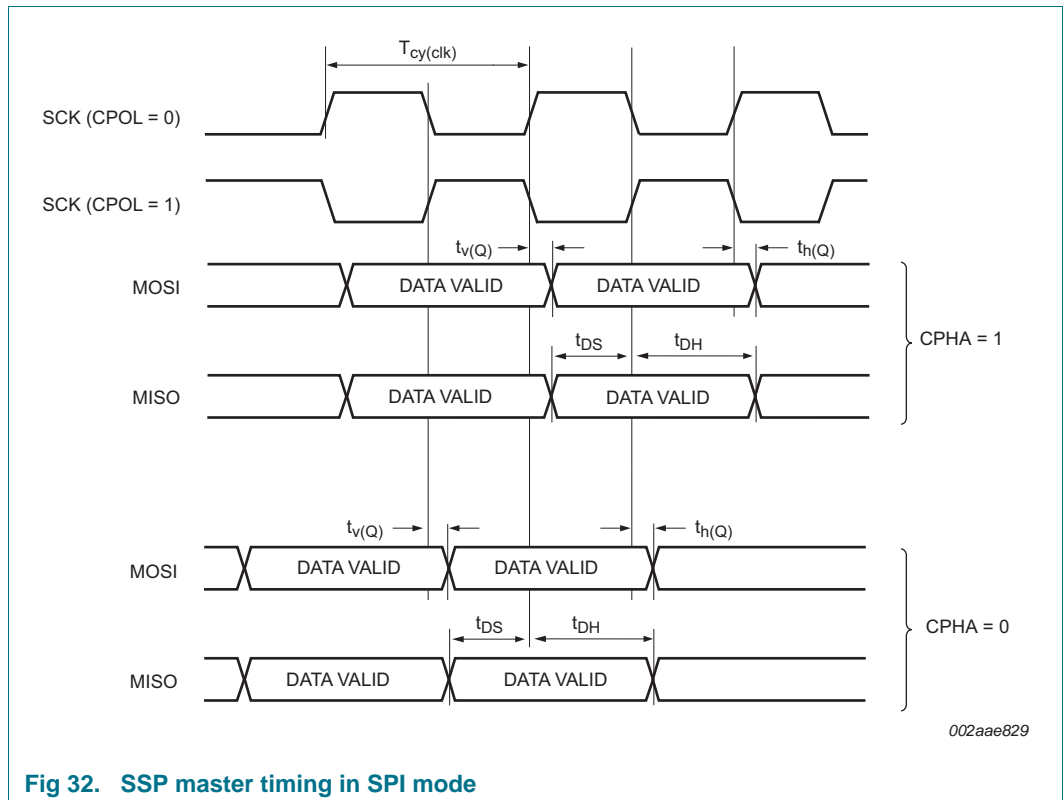 Tcy(clk)
SCK (CPOL = 0)
SCK (CPOL = 1)
tv(Q)
th(Q)
MOSI
DATA VALID
DATA VALID
tDS
tDH
CPHA = 1
MISO
DATA VALID
DATA VALID
tv(Q)
th(Q)
MOSI
DATA VALID
DATA VALID
tDS
tDH
CPHA = 0
MISO
DATA VALID
DATA VALID
002aae829
Fig 32. SSP master timing in SPI mode